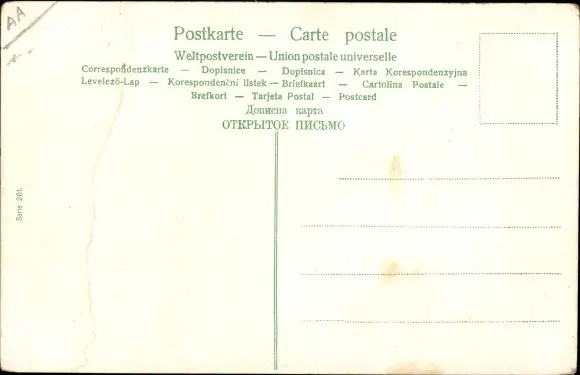 AA
Postkarte — Carte postale
Weltpostverein — Union postale universelle
Correspondenzkarte — Dopisnice — Dopisnica — Karta Korespondenzyjna
Levelező-Lap — Korespondenční listek — Briefkaart — Cartolina Postale —
Brefkort — Tarjeta Postal — Postcard
Дописна карта
ОТКРЫТОЕ ПИСЬМО
Serie 201.